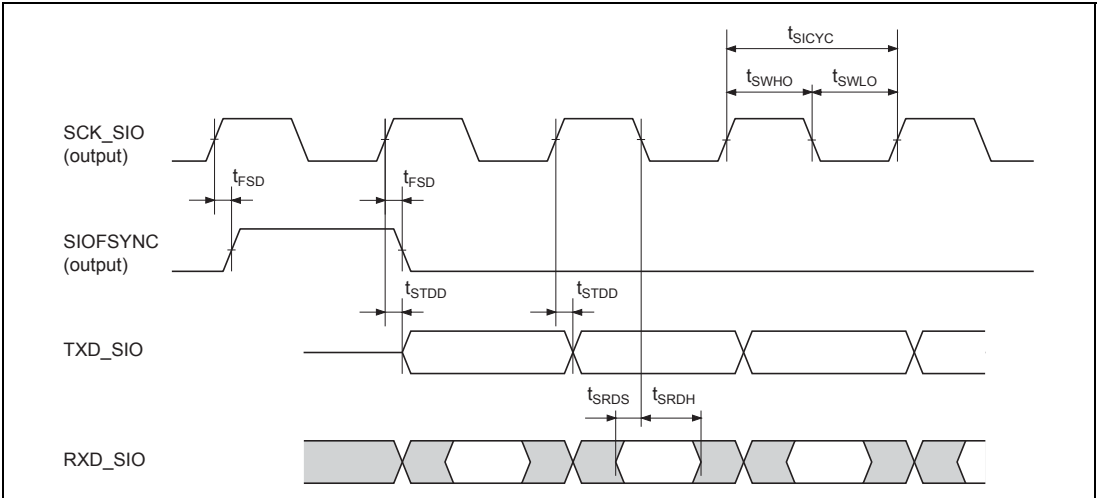 tSICYC
tSWHO tSWLO
SCK_SIO
(output)
tFSD tFSD
SIOFSYNC
(output)
tSTDD tSTDD
TXD_SIO
tSRDS tSRDH
RXD_SIO